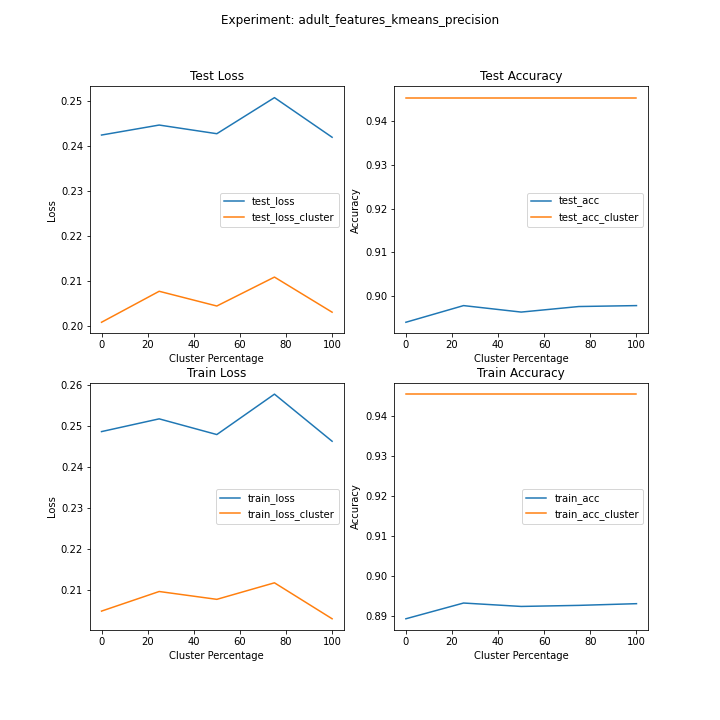 Experiment: adult_features_kmeans_precision
Test Loss
0.25
0.24
0.23
0.22
0.21
0.20
Loss
test_loss
test_loss_cluster
0 20 40 60 80 100
Cluster Percentage
Test Accuracy
0.94
0.93
0.92
0.91
0.90
Accuracy
test_acc
test_acc_cluster
0 20 40 60 80 100
Cluster Percentage
Train Loss
0.26
0.25
0.24
0.23
0.22
0.21
Loss
train_loss
train_loss_cluster
0 20 40 60 80 100
Cluster Percentage
Train Accuracy
0.94
0.93
0.92
0.91
0.90
0.89
Accuracy
train_acc
train_acc_cluster
0 20 40 60 80 100
Cluster Percentage